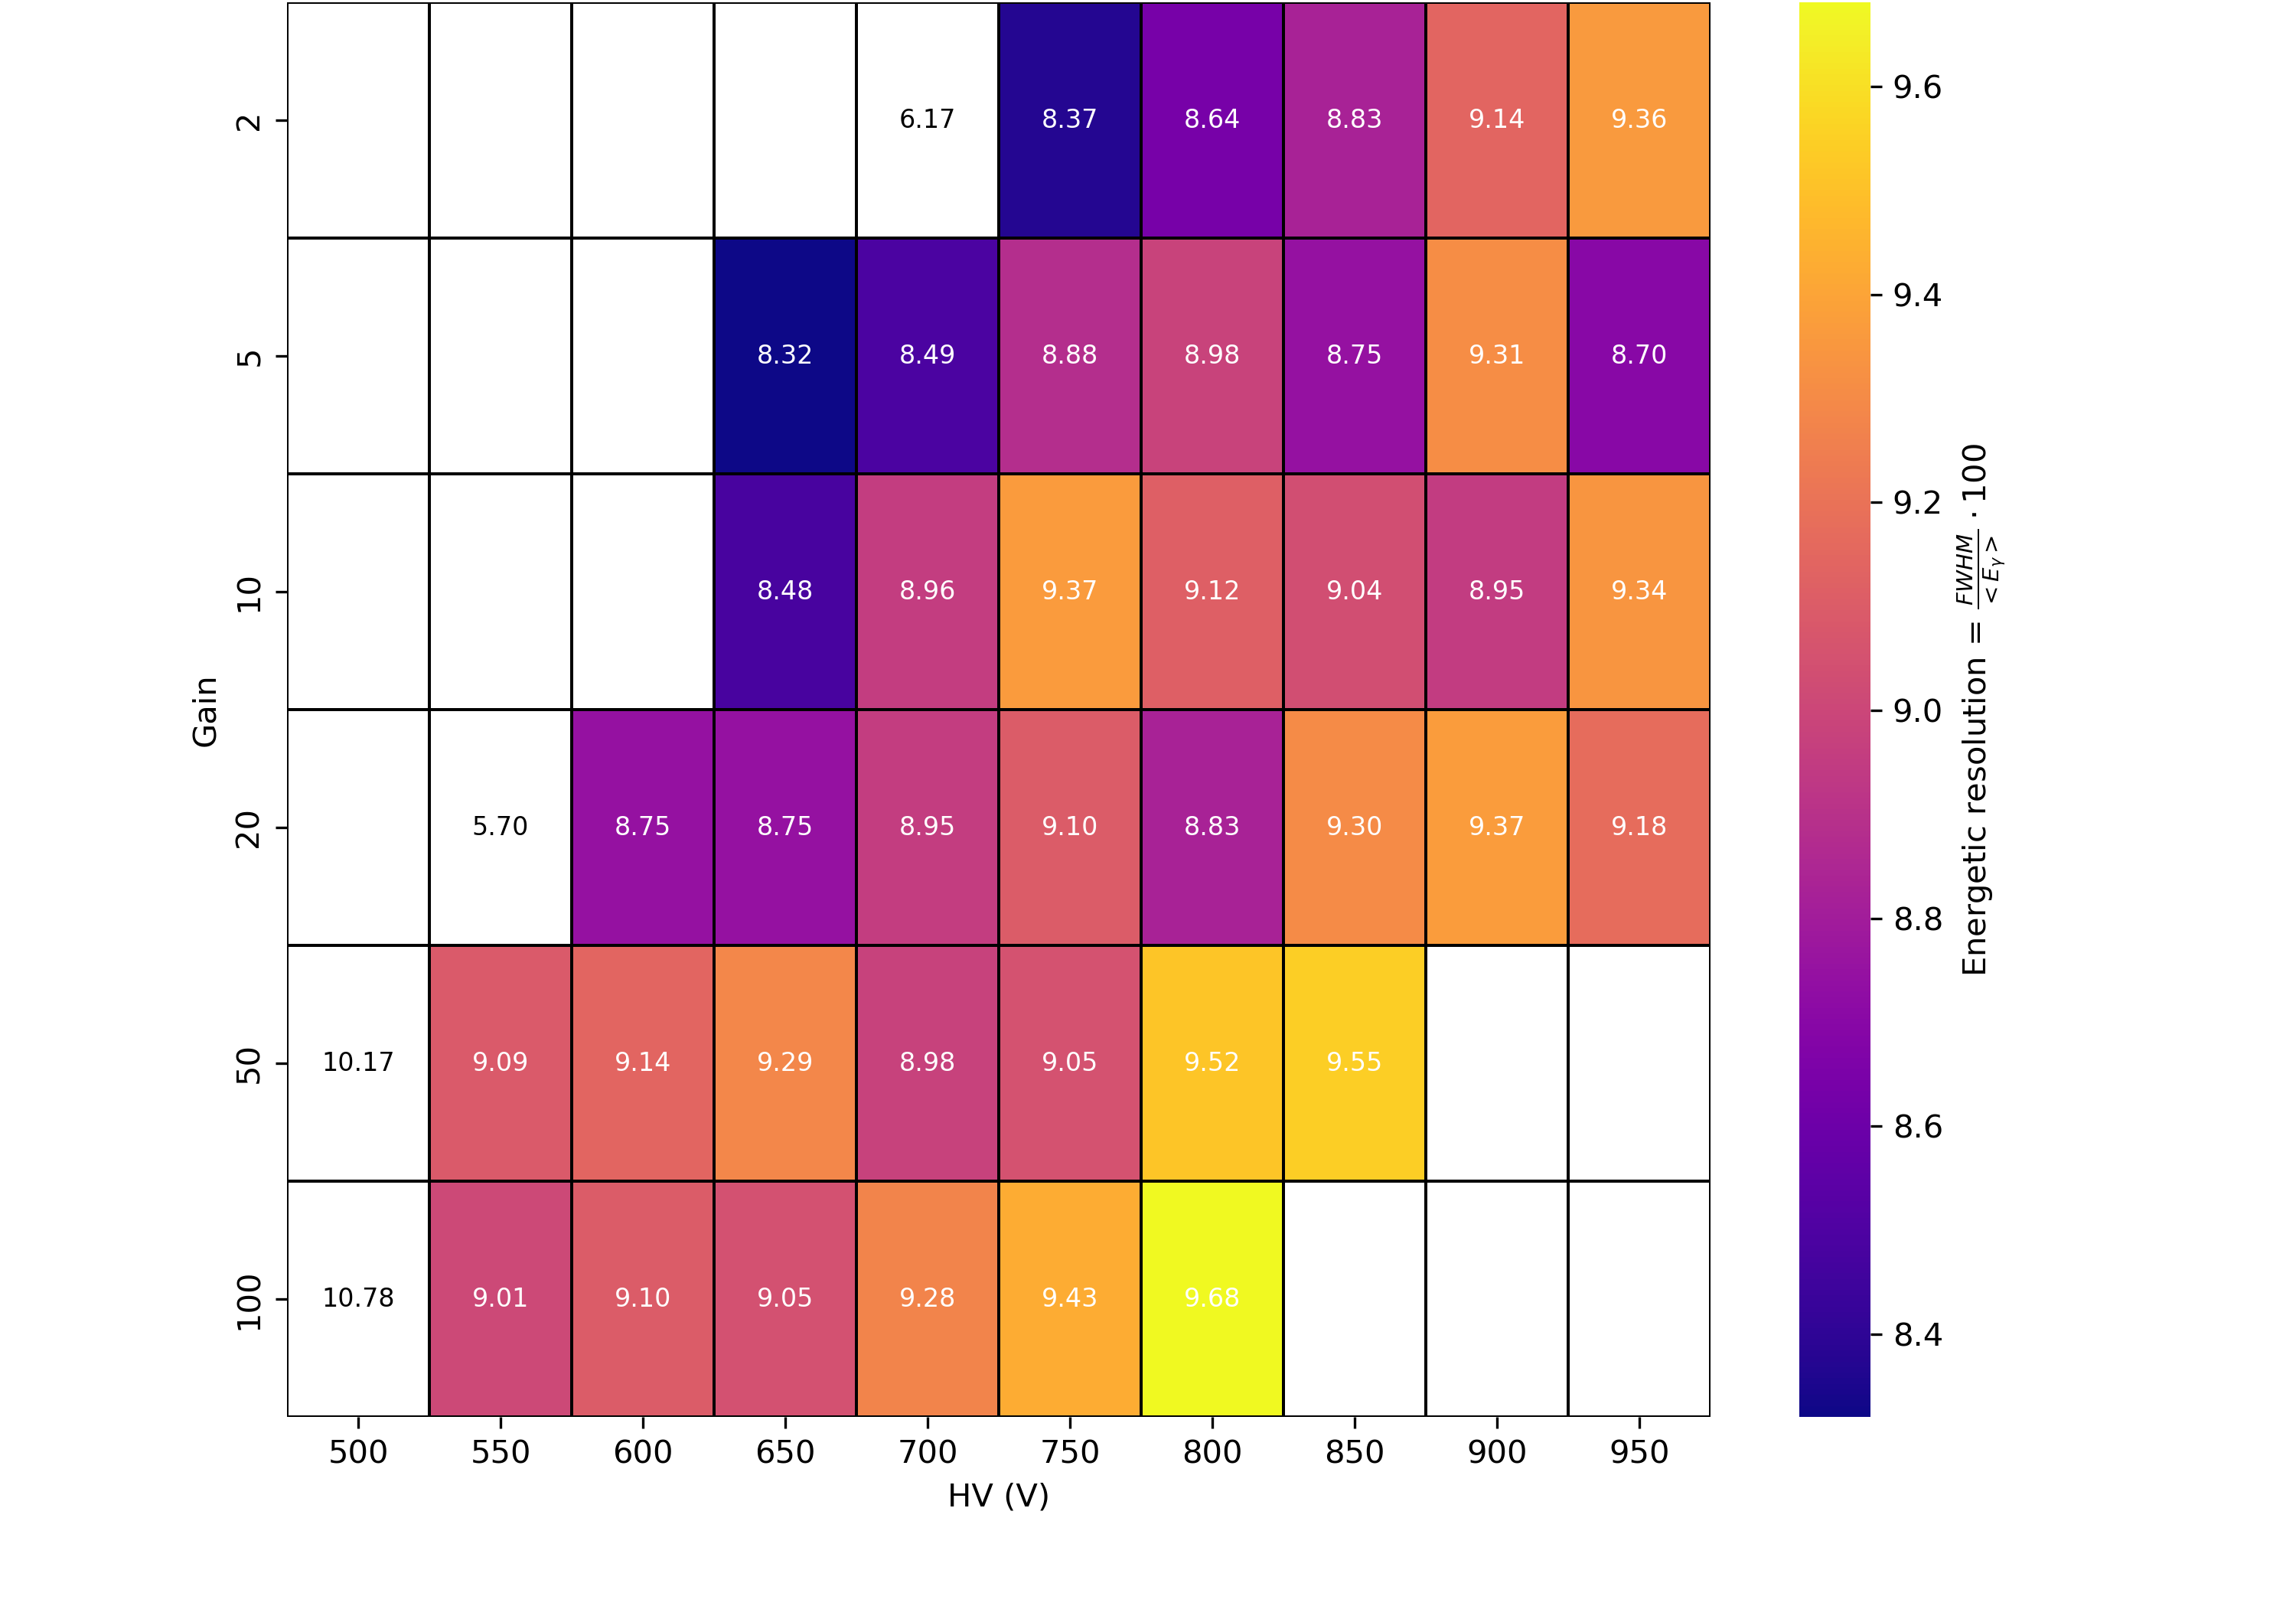 2 6.17 8.37 8.64 8.83 9.14 9.36
5 8.32 8.49 8.88 8.98 8.75 9.31 8.70
10 8.48 8.96 9.37 9.12 9.04 8.95 9.34
20 5.70 8.75 8.75 8.95 9.10 8.83 9.30 9.37 9.18
50 10.17 9.09 9.14 9.29 8.98 9.05 9.52 9.55
100 10.78 9.01 9.10 9.05 9.28 9.43 9.68
Gain
500 550 600 650 700 750 800 850 900 950
HV (V)
9.6
9.4
9.2
9.0
8.8
8.6
8.4
Energetic resolution = FWHM / < Eγ > · 100